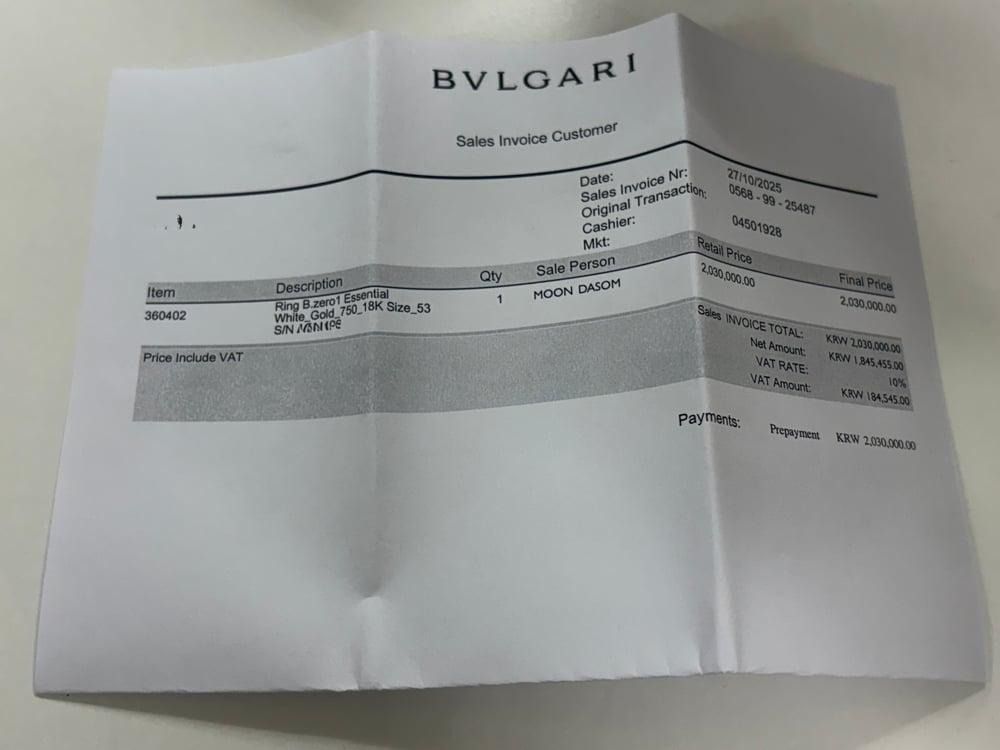 BVLGARI
Sales Invoice Customer
Date: 27/10/2025
Sales Invoice Nr: 0568 - 99 - 25487
Original Transaction:
Cashier: 04501928
Mkt:
Item Description Qty Sale Person Retail Price Final Price
360402 Ring B.zero1 Essential 1 MOON DASOM 2,030,000.00 2,030,000.00
White_Gold_750_18K Size_53
S/N
Price Include VAT
Sales INVOICE TOTAL: KRW 2,030,000.00
Net Amount: KRW 1,845,455.00
VAT RATE: 10%
VAT Amount: KRW 184,545.00
Payments: Prepayment KRW 2,030,000.00